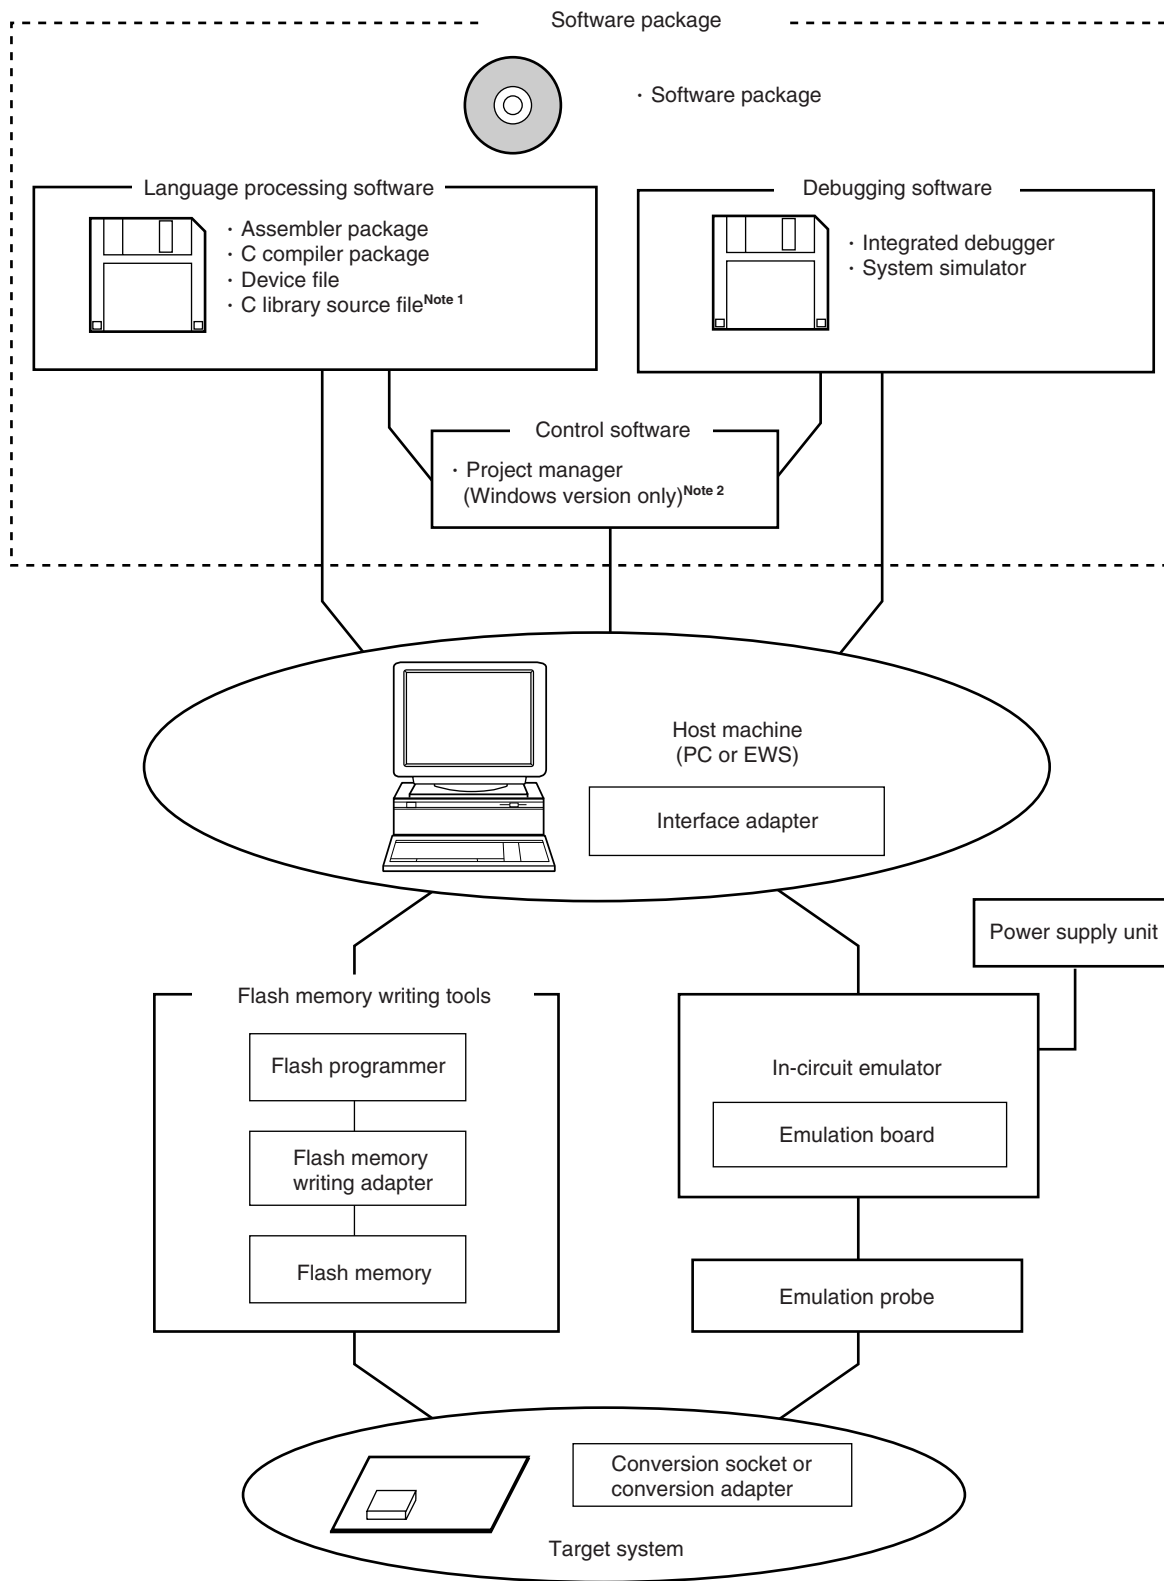 Software package
· Software package
Language processing software
· Assembler package
· C compiler package
· Device file
· C library source fileNote 1
Debugging software
· Integrated debugger
· System simulator
Control software
· Project manager
(Windows version only)Note 2
Host machine
(PC or EWS)
Interface adapter
Power supply unit
Flash memory writing tools
Flash programmer
Flash memory
writing adapter
Flash memory
In-circuit emulator
Emulation board
Emulation probe
Conversion socket or
conversion adapter
Target system